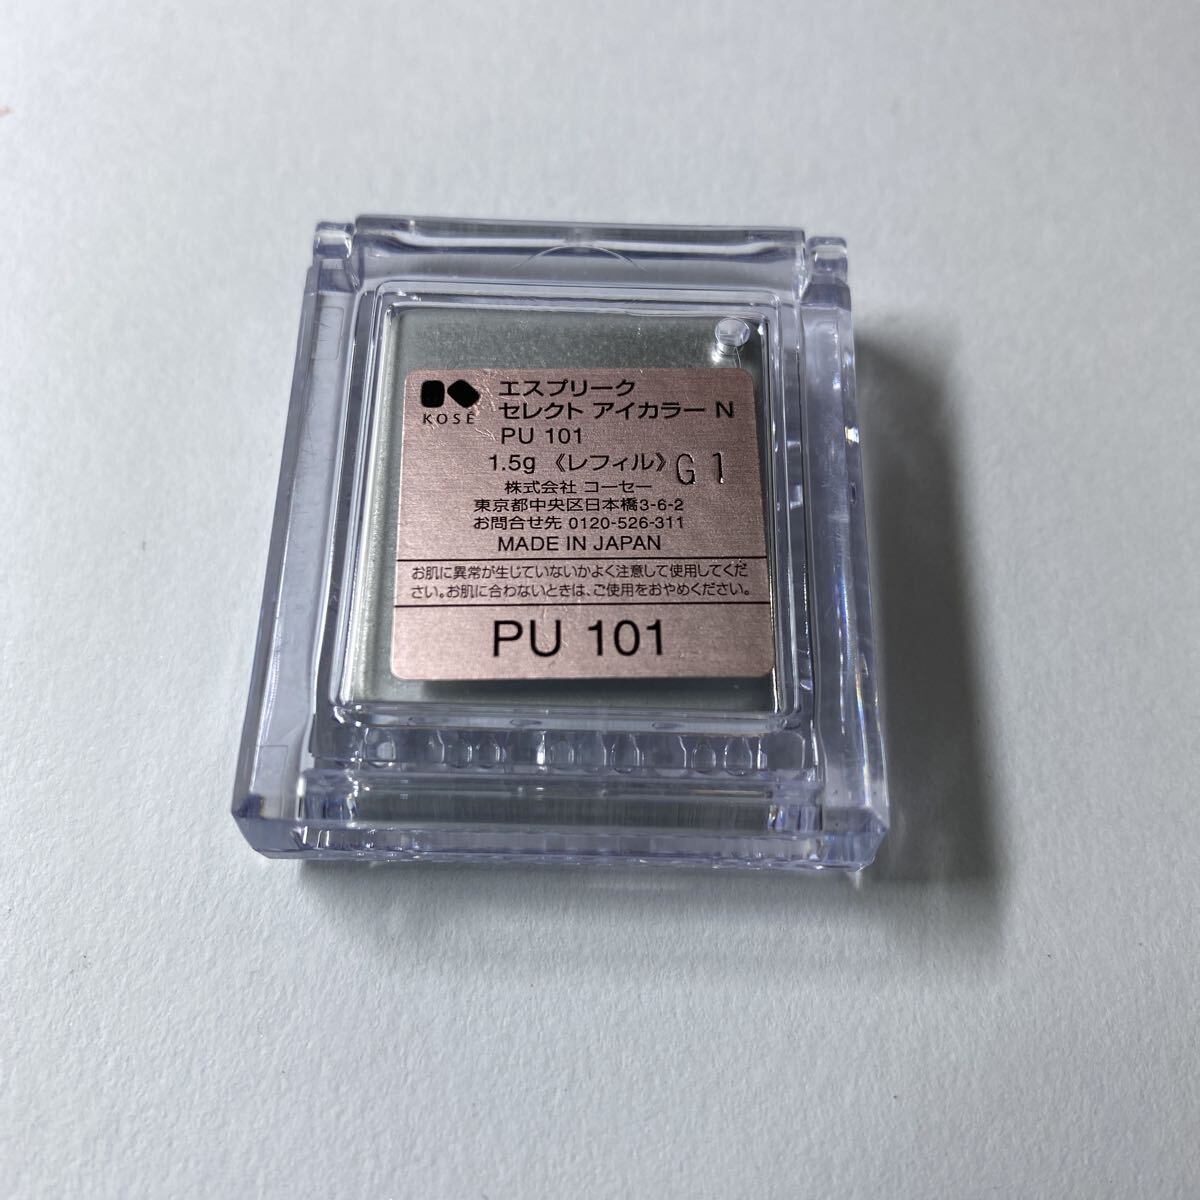 KOSÉ
エスプリーク
セレクト アイカラー N
PU 101
1.5g 《レフィル》 G1
株式会社 コーセー
東京都中央区日本橋3-6-2
お問合せ先 0120-526-311
MADE IN JAPAN
お肌に異常が生じていないかよく注意して使用してくだ
さい。お肌に合わないときは、ご使用をおやめください。
PU 101